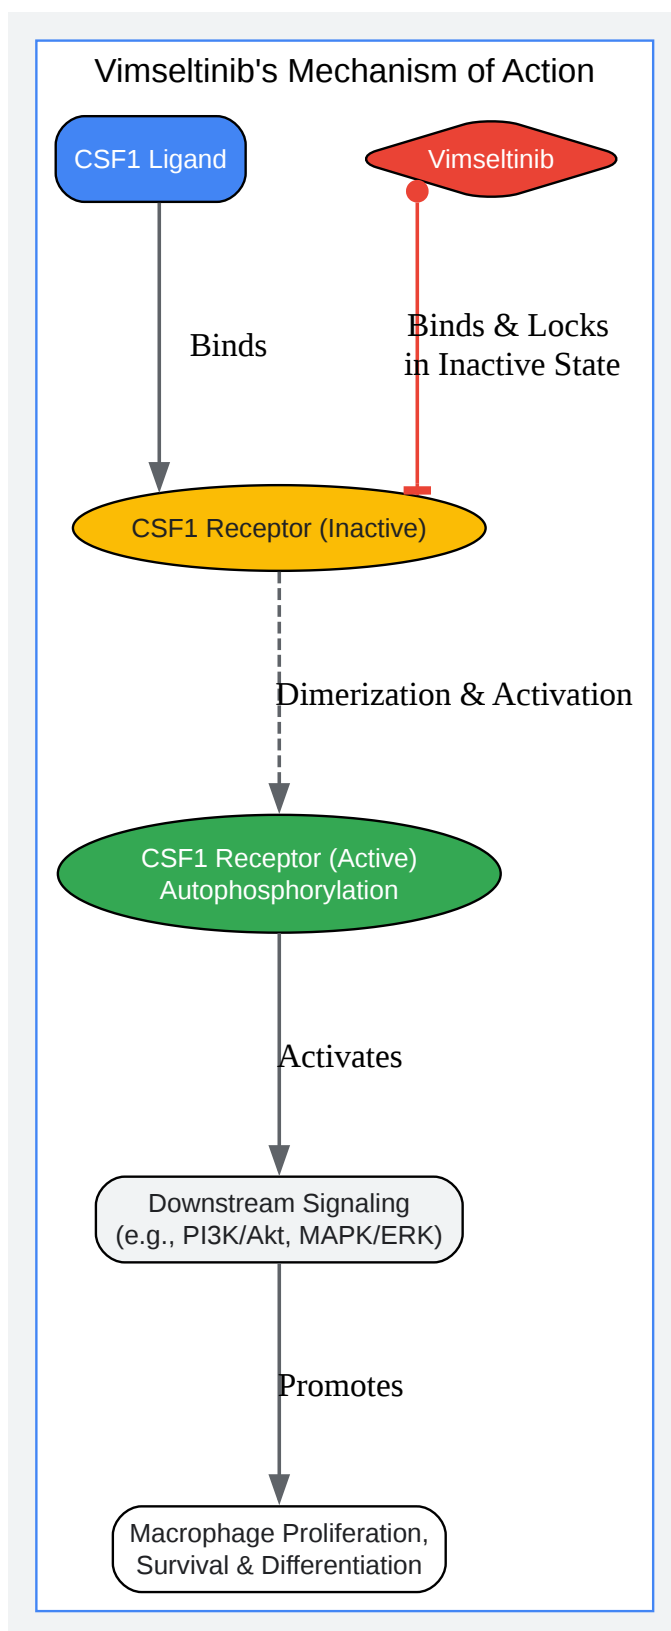 Vimseltinib's Mechanism of Action
CSF1 Ligand
Vimseltinib
Binds
Binds & Locks
in Inactive State
CSF1 Receptor (Inactive)
Dimerization & Activation
CSF1 Receptor (Active)
Autophosphorylation
Activates
Downstream Signaling
(e.g., PI3K/Akt, MAPK/ERK)
Promotes
Macrophage Proliferation,
Survival & Differentiation